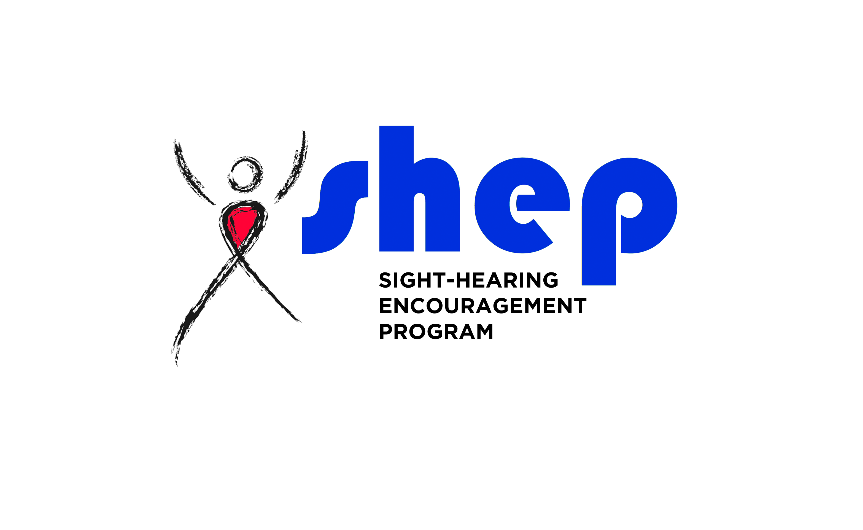 shep
SIGHT-HEARING
ENCOURAGEMENT
PROGRAM